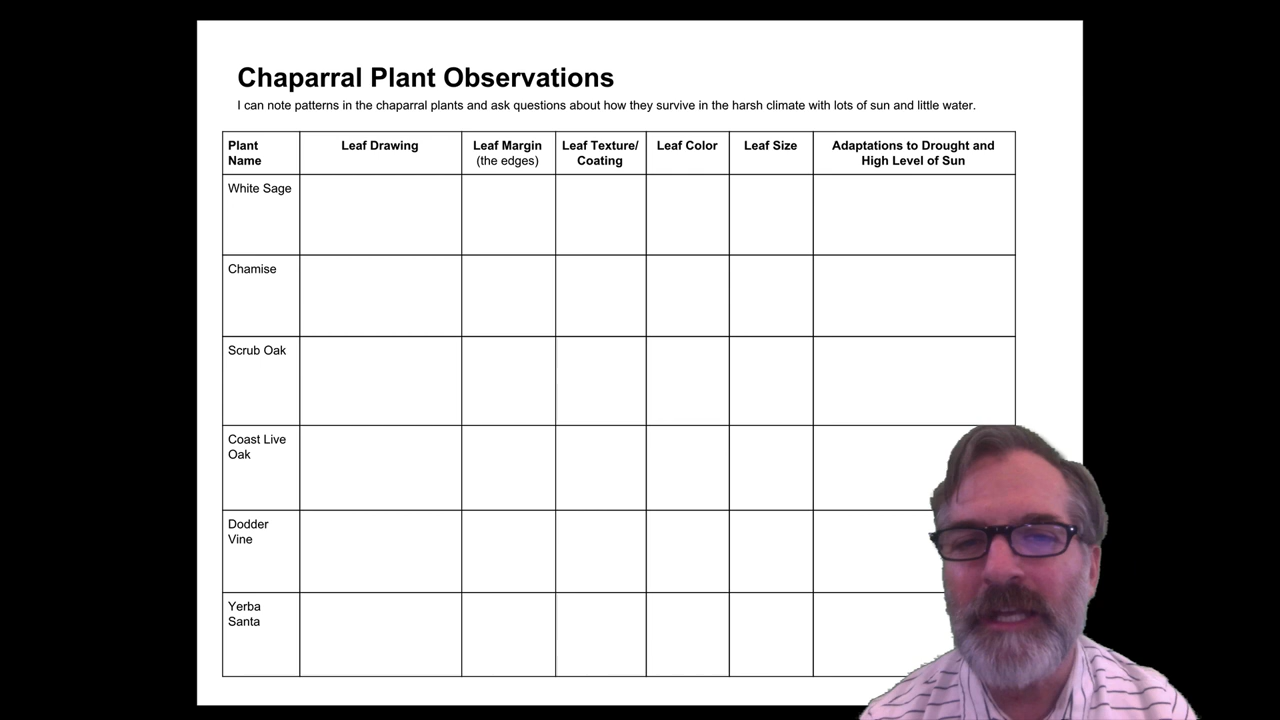 Chaparral Plant Observations
I can note patterns in the chaparral plants and ask questions about how they survive in the harsh climate with lots of sun and little water.
Plant
Name
Leaf Drawing
Leaf Margin
(the edges)
Leaf Texture/
Coating
Leaf Color
Leaf Size
Adaptations to Drought and
High Level of Sun
White Sage
Chamise
Scrub Oak
Coast Live
Oak
Dodder
Vine
Yerba
Santa